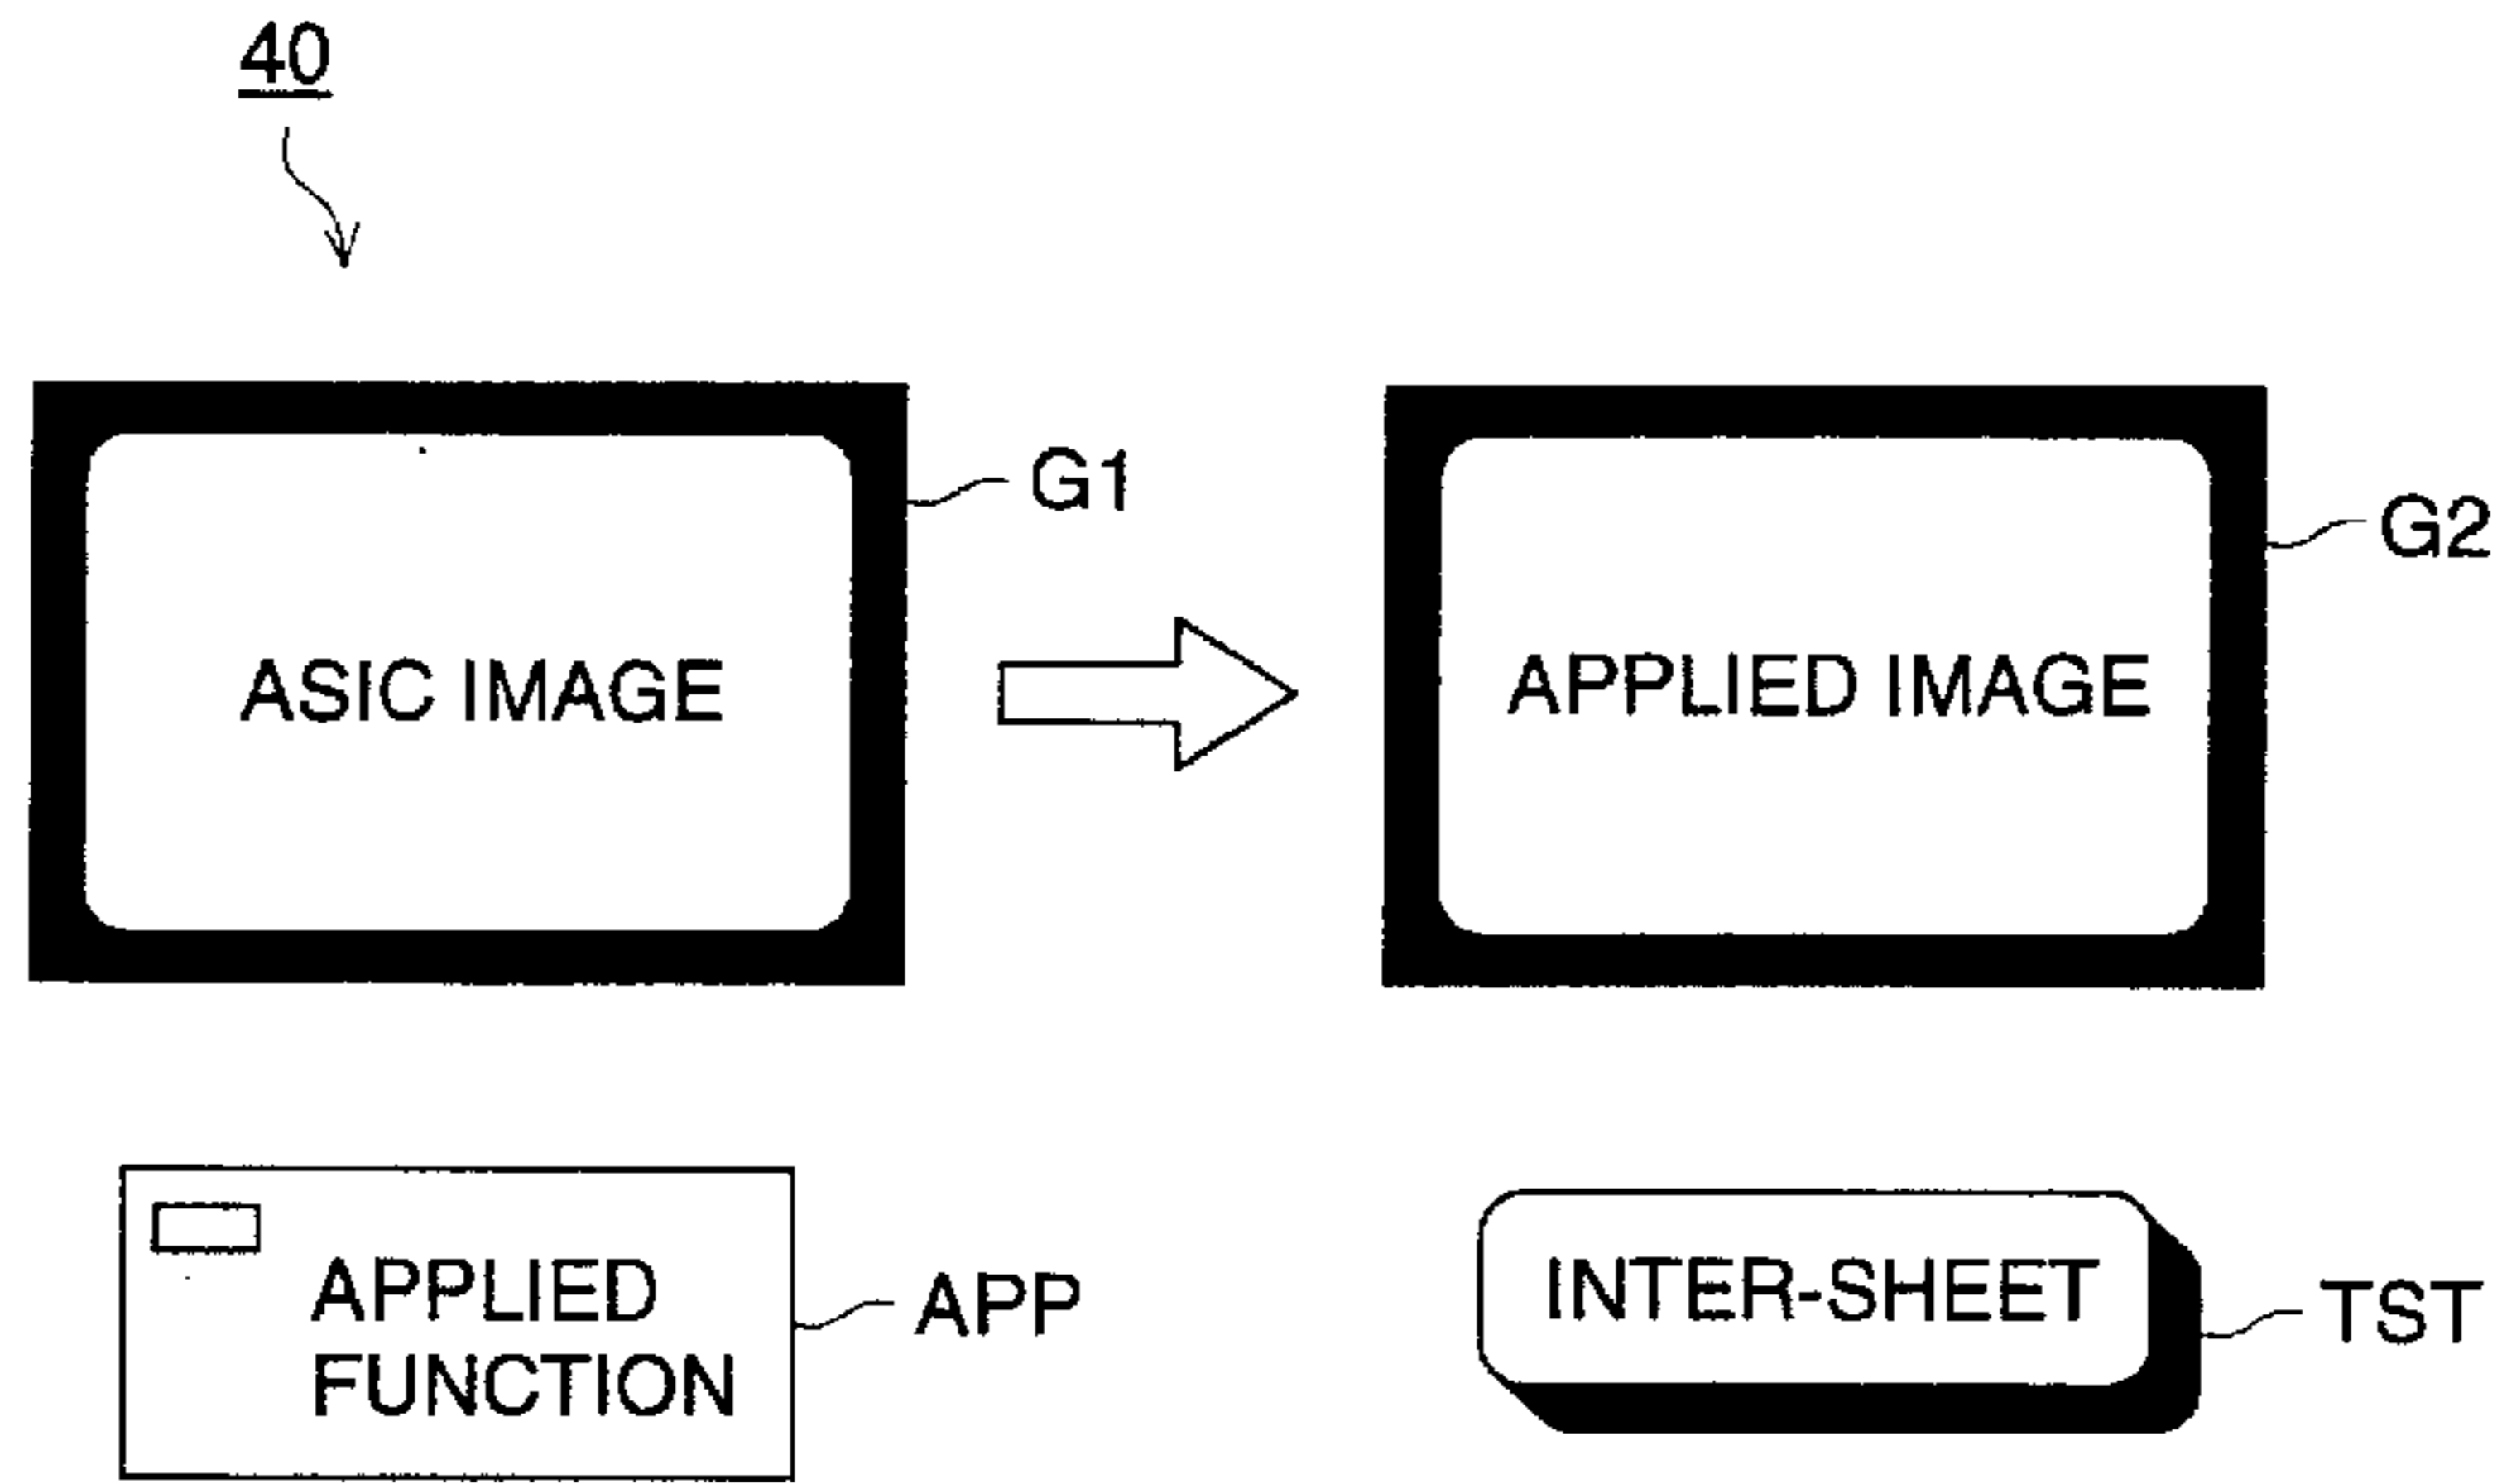 40
G1
G2
ASIC IMAGE
APPLIED IMAGE
APPLIED
FUNCTION
APP
INTER-SHEET
TST